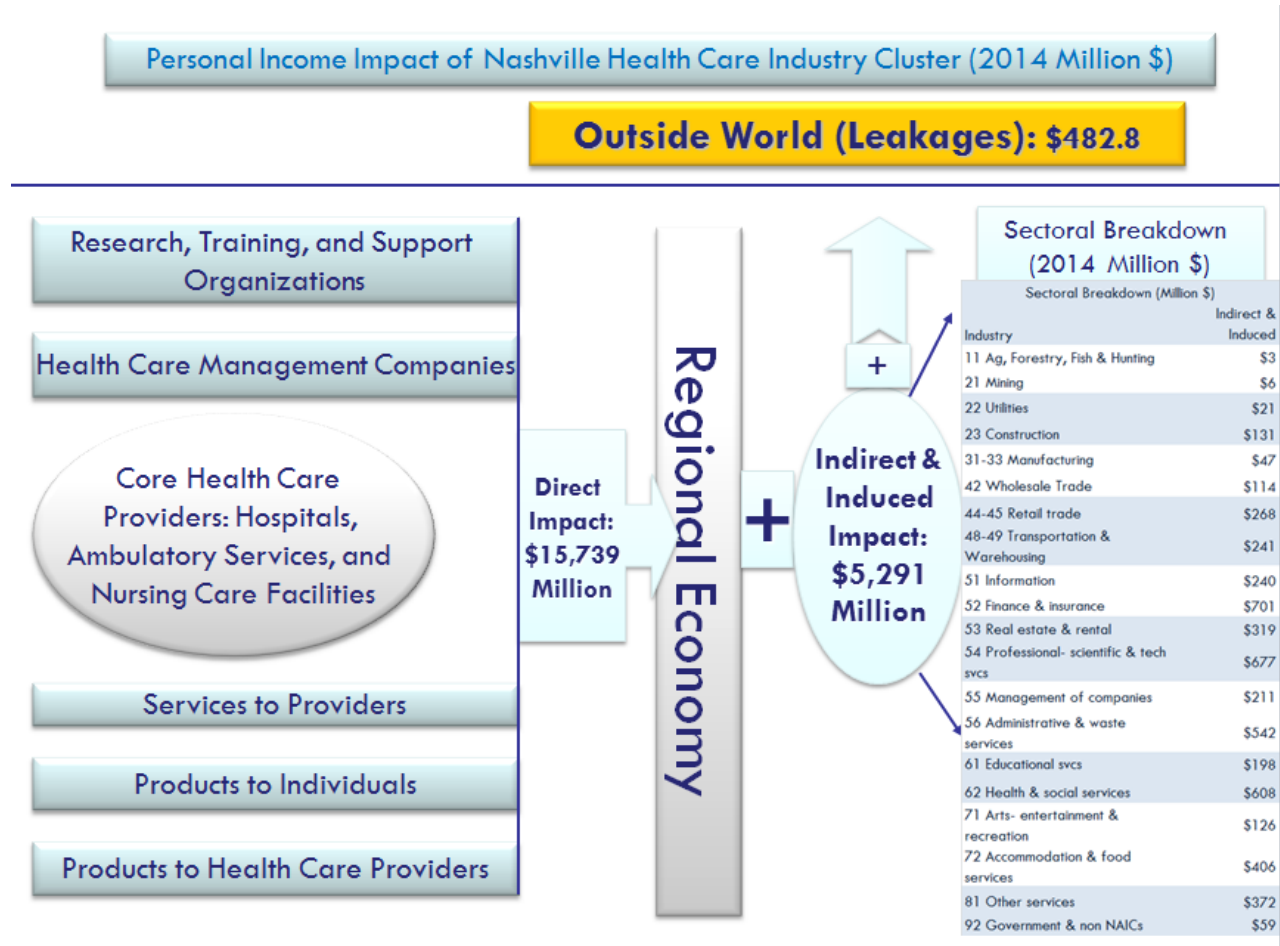 Personal Income Impact of Nashville Health Care Industry Cluster (2014 Million $)
Outside World (Leakages): $482.8
Research, Training, and Support
Organizations
Health Care Management Companies
Core Health Care
Providers: Hospitals,
Ambulatory Services, and
Nursing Care Facilities
Services to Providers
Products to Individuals
Products to Health Care Providers
Direct
Impact:
$15,739
Million
Regional Economy
+
+
Indirect &
Induced
Impact:
$5,291
Million
Sectoral Breakdown
(2014 Million $)
Sectoral Breakdown (Million $)
Indirect &
Industry Induced
11 Ag, Forestry, Fish & Hunting $3
21 Mining $6
22 Utilities $21
23 Construction $131
31-33 Manufacturing $47
42 Wholesale Trade $114
44-45 Retail trade $268
48-49 Transportation &
Warehousing $241
51 Information $240
52 Finance & insurance $701
53 Real estate & rental $319
54 Professional- scientific & tech
svcs $677
55 Management of companies $211
56 Administrative & waste
services $542
61 Educational svcs $198
62 Health & social services $608
71 Arts- entertainment &
recreation $126
72 Accommodation & food
services $406
81 Other services $372
92 Government & non NAICs $59